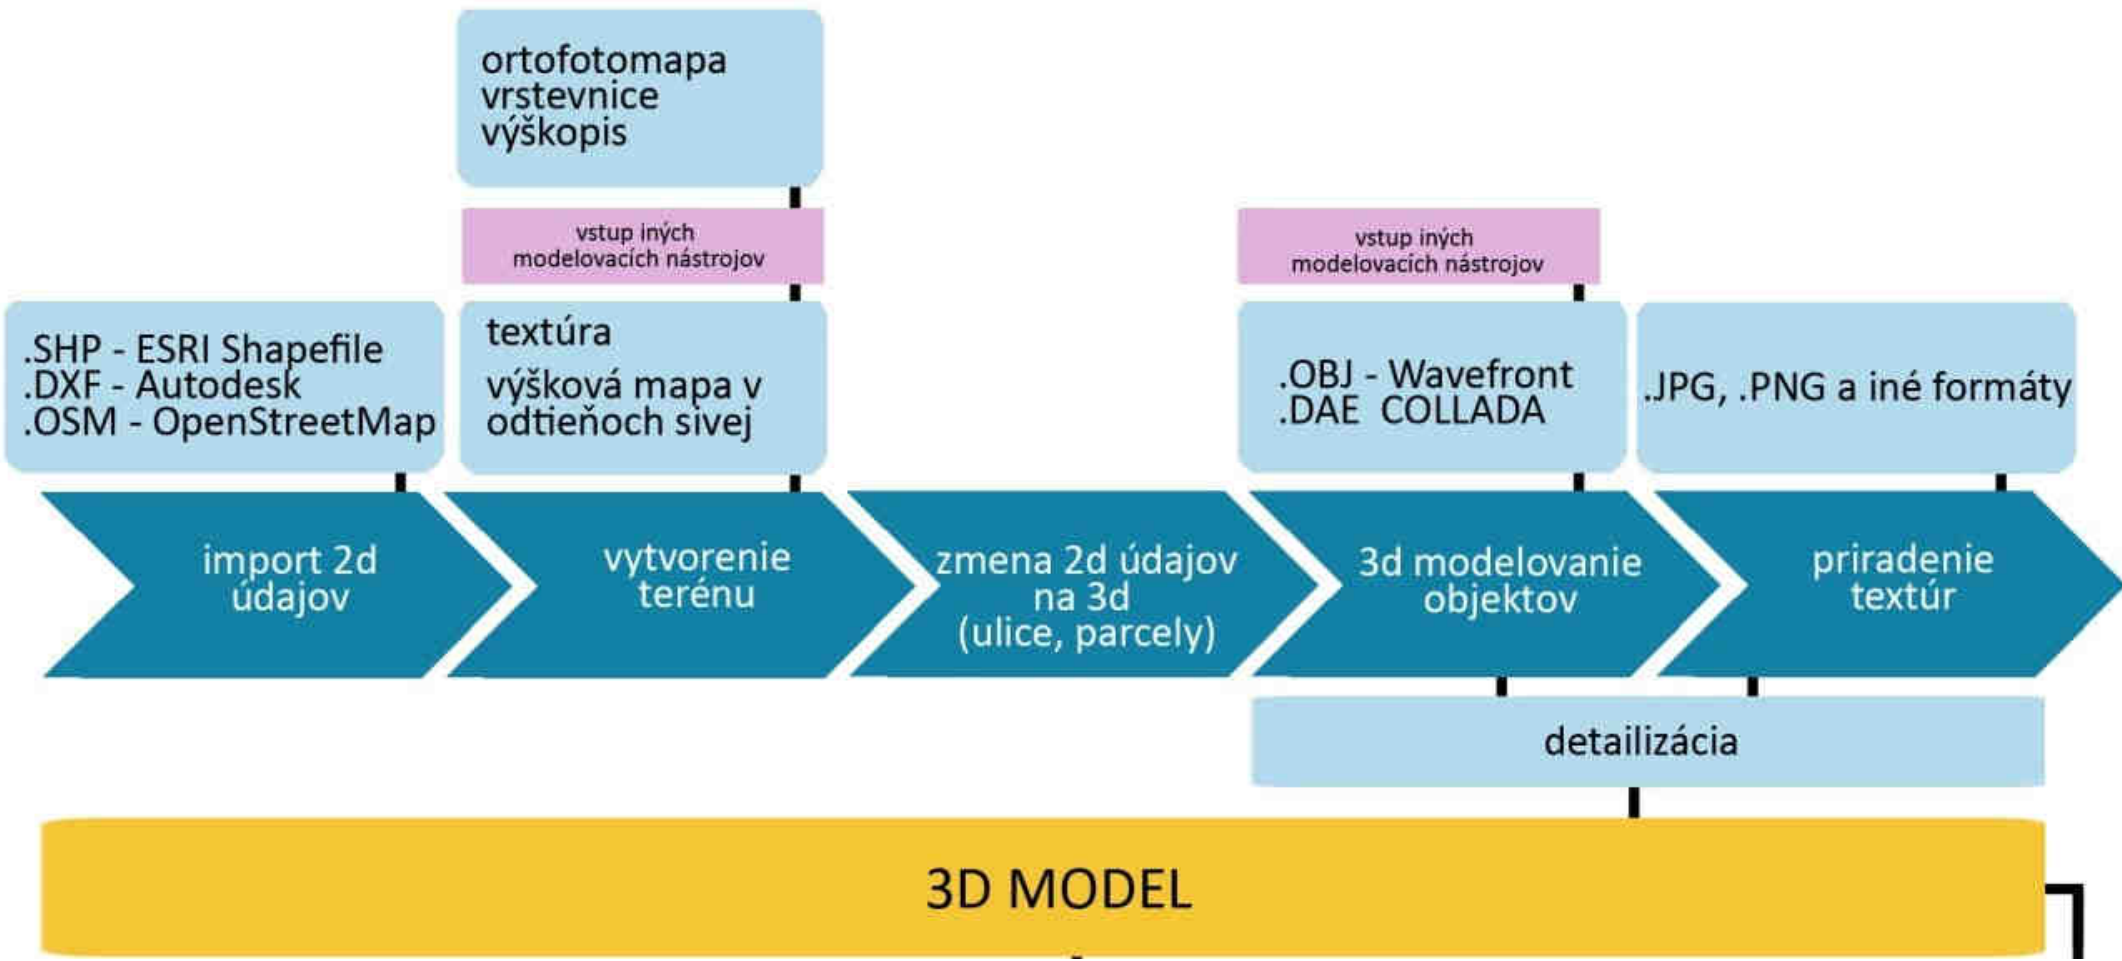 ortofotomapa
vrstevnice
výškopis
vstup iných
modelovacích nástrojov
vstup iných
modelovacích nástrojov
.SHP - ESRI Shapefile
.DXF - Autodesk
.OSM - OpenStreetMap
textúra
výšková mapa v
odtieňoch sivej
.OBJ - Wavefront
.DAE COLLADA
.JPG, .PNG a iné formáty
import 2d
údajov
vytvorenie
terénu
zmena 2d údajov
na 3d
(ulice, parcely)
3d modelovanie
objektov
priradenie
textúr
detailizácia
3D MODEL